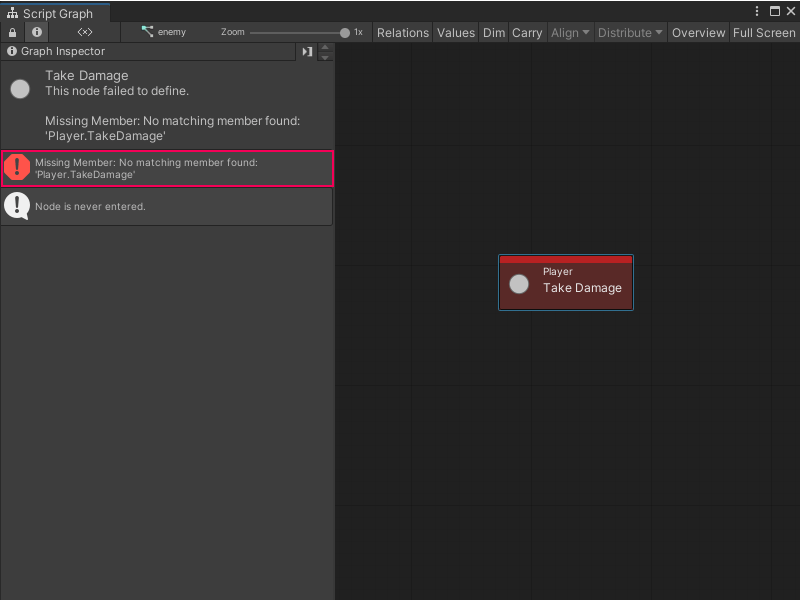 Script Graph
enemy Zoom 1x Relations Values Dim Carry Align Distribute Overview Full Screen
Graph Inspector
Take Damage
This node failed to define.
Missing Member: No matching member found:
'Player.TakeDamage'
Missing Member: No matching member found:
'Player.TakeDamage'
Node is never entered.
Player
Take Damage